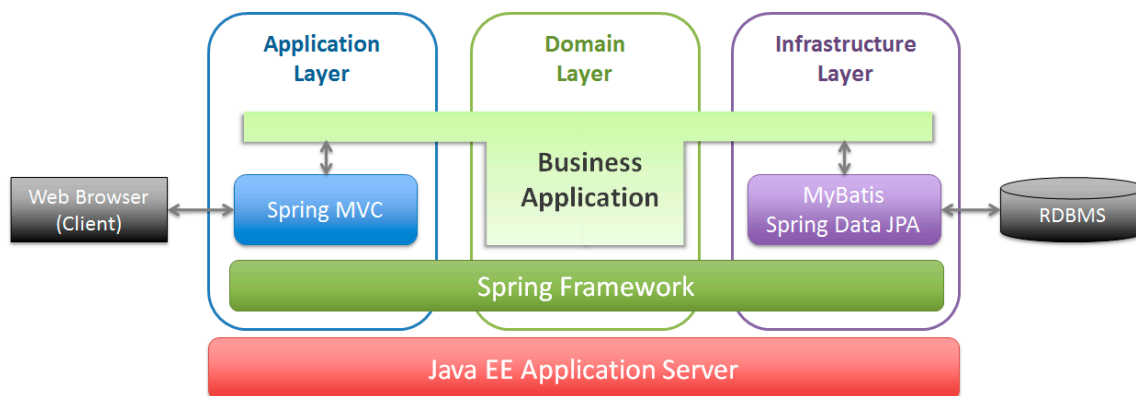 Application
Layer
Domain
Layer
Infrastructure
Layer
Business
Application
Web Browser
(Client)
Spring MVC
MyBatis
Spring Data JPA
RDBMS
Spring Framework
Java EE Application Server